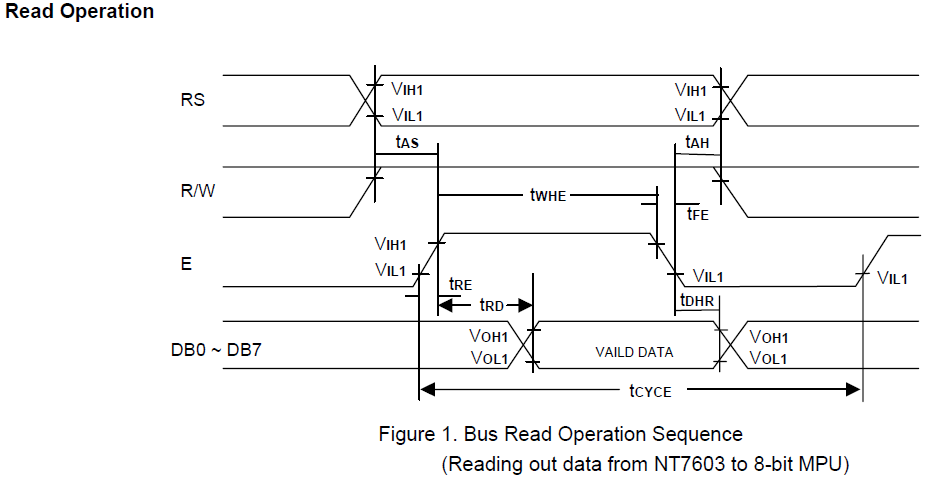 Read Operation
RS
VIH1
VIL1
VIH1
VIL1
tAS
tAH
R/W
tWHE
tFE
E
VIH1
VIL1
VIL1
VIL1
tRE
tRD
tDHR
DB0 ~ DB7
VOH1
VOL1
VAILD DATA
VOH1
VOL1
tCYCE
Figure 1. Bus Read Operation Sequence
(Reading out data from NT7603 to 8-bit MPU)